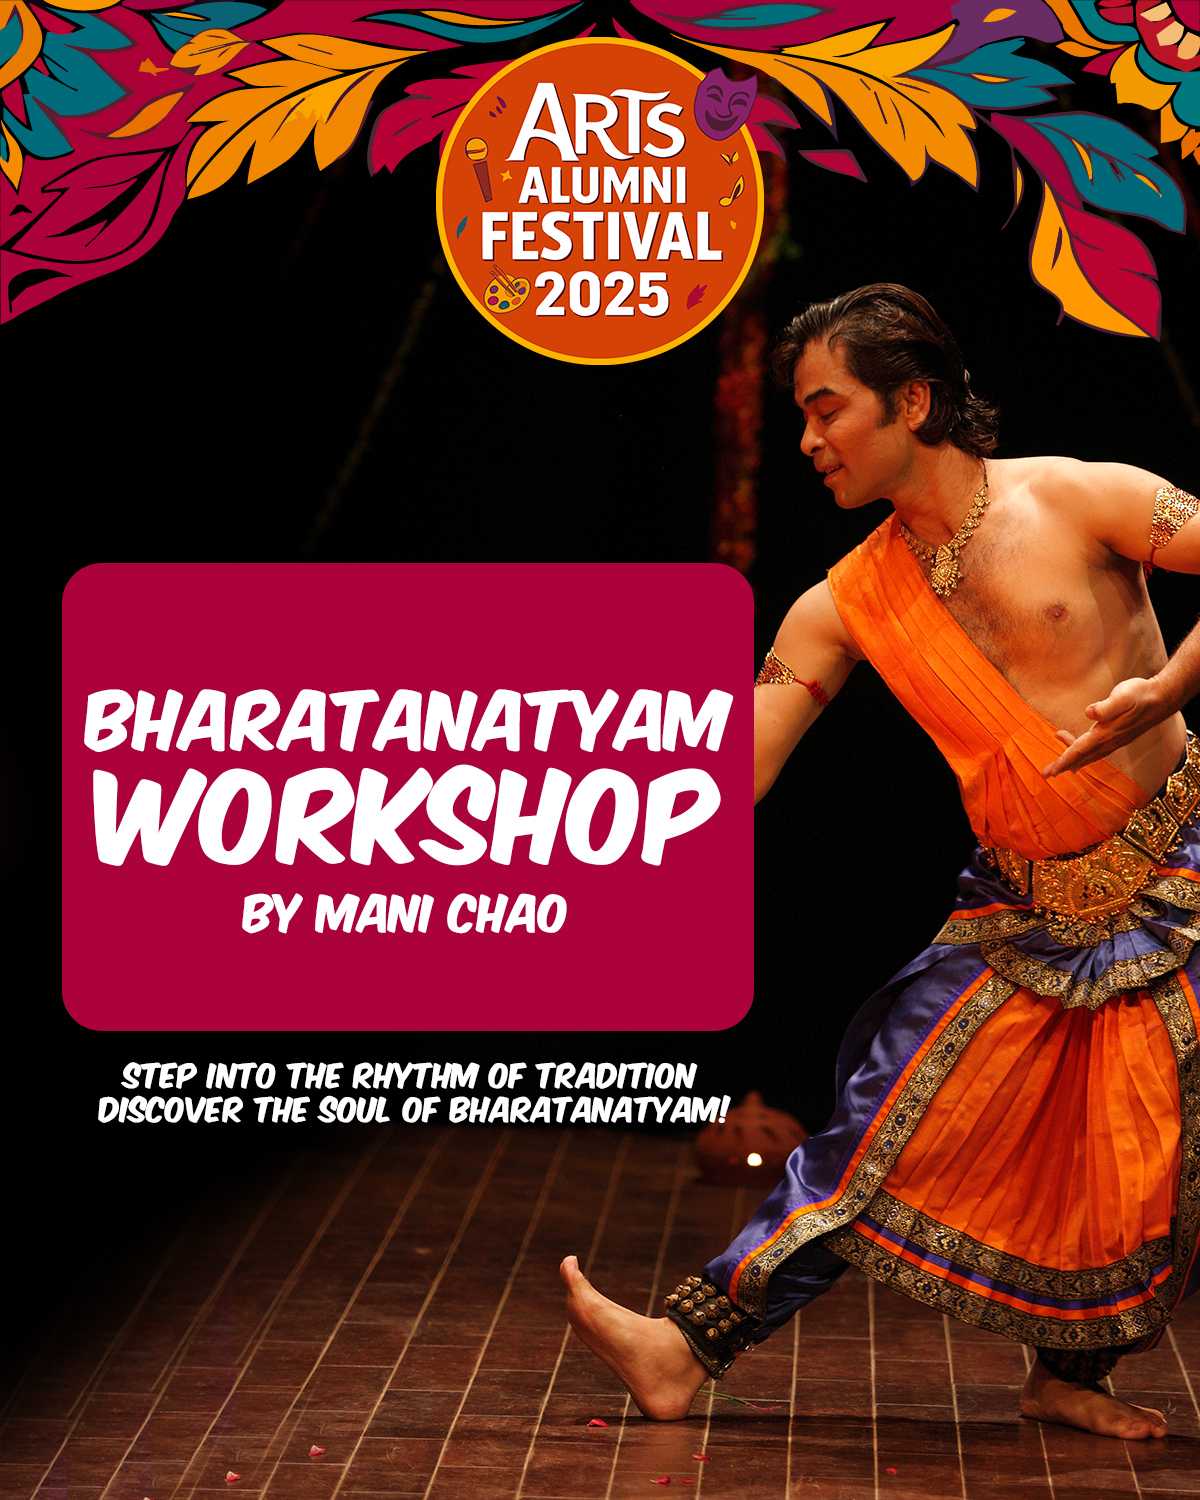 ARTS
ALUMNI
FESTIVAL
2025
BHARATANATYAM
WORKSHOP
BY MANI CHAO
STEP INTO THE RHYTHM OF TRADITION
DISCOVER THE SOUL OF BHARATANATYAM!